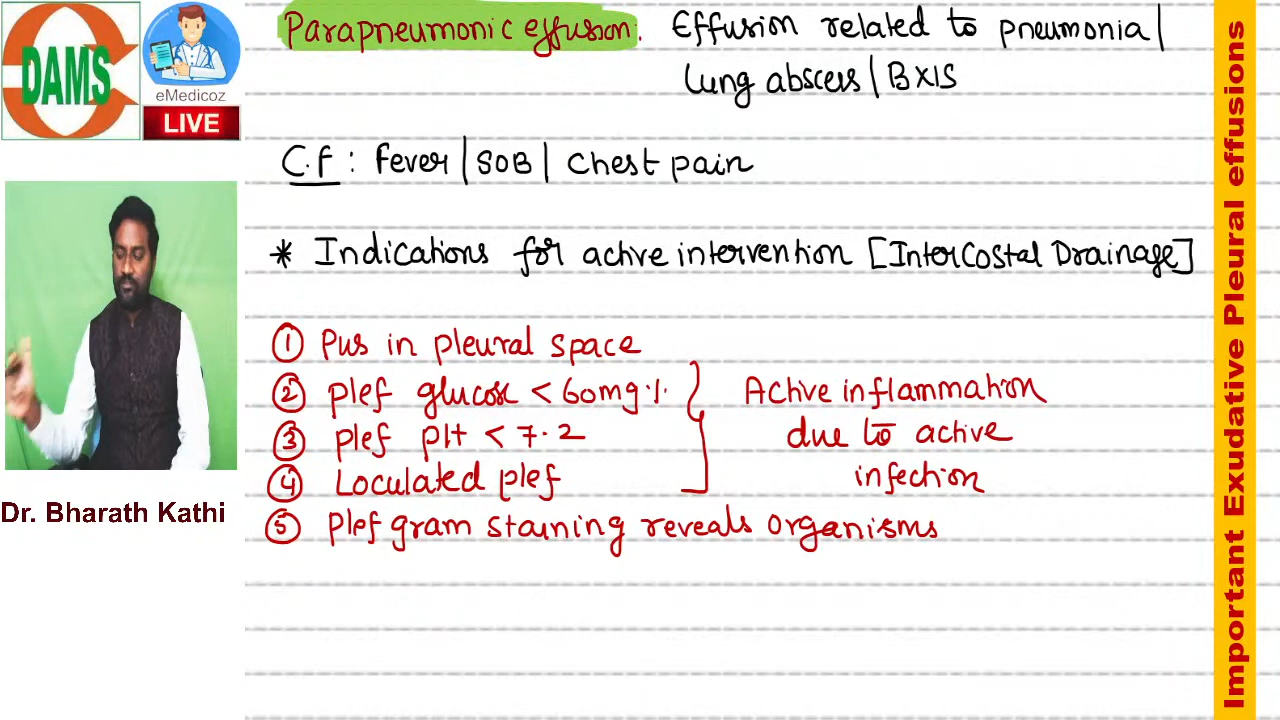 DAMS
eMedicoz
LIVE
Parapneumonic effusion: Effusion related to pneumonia|
lung abscess | BXIS
C.f : Fever | SOB | Chest pain
* Indications for active intervention [InterCostal Drainage]
① Pus in pleural space
② plef glucose < 60mg%
③ plef pH < 7.2
④ Loculated plef
Active inflammation
due to active
infection
⑤ Plef gram staining reveals organisms
Dr. Bharath Kathi
Important Exudative Pleural effusions